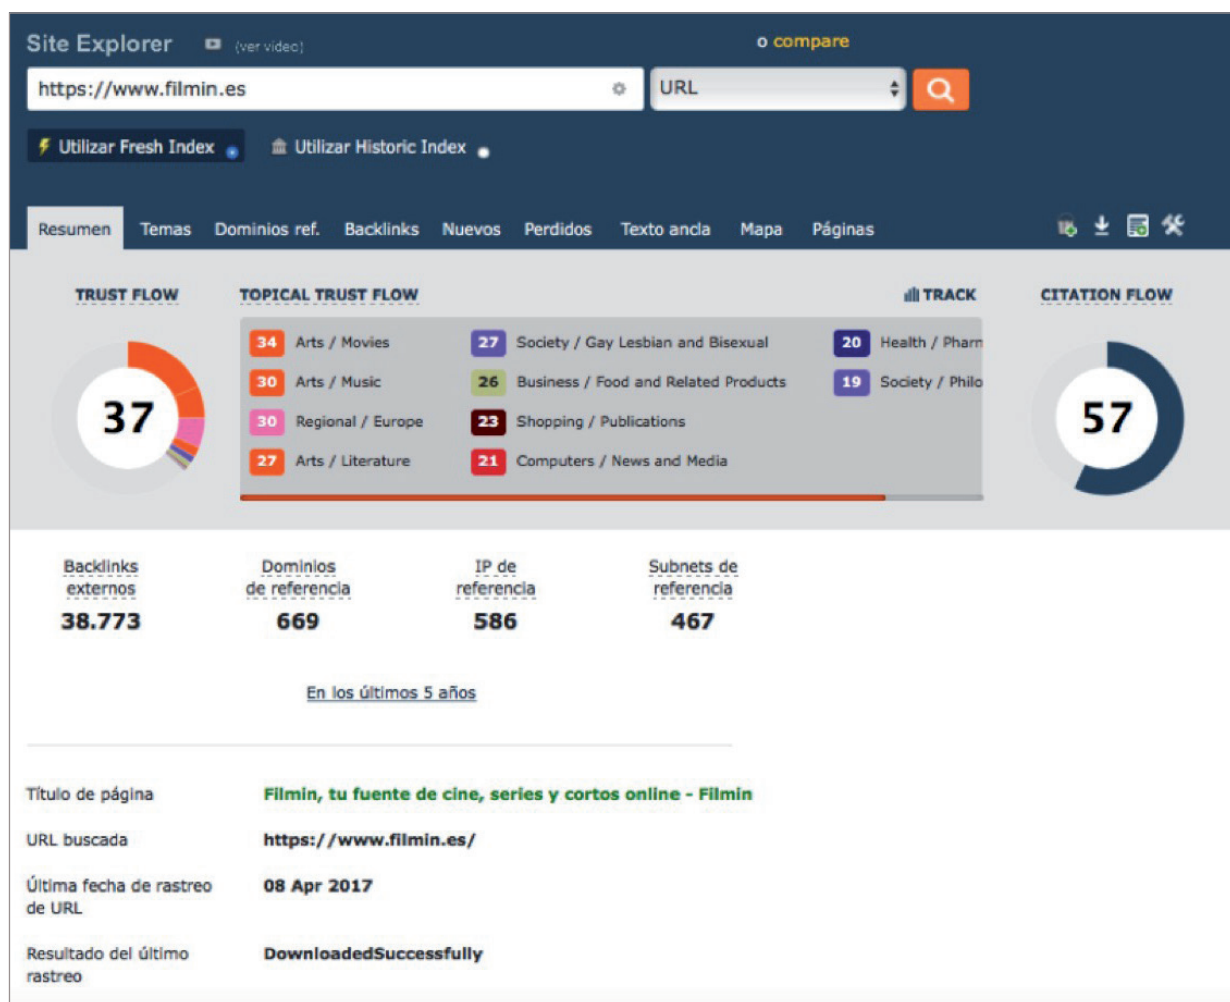 Site Explorer (ver vídeo) o compare
https://www.filmin.es URL
Utilizar Fresh Index Utilizar Historic Index
Resumen Temas Dominios ref. Backlinks Nuevos Perdidos Texto ancla Mapa Páginas
TRUST FLOW TOPICAL TRUST FLOW TRACK CITATION FLOW
34 Arts / Movies 27 Society / Gay Lesbian and Bisexual 20 Health / Pharm
30 Arts / Music 26 Business / Food and Related Products 19 Society / Philo
37 57
30 Regional / Europe 23 Shopping / Publications
27 Arts / Literature 21 Computers / News and Media
Backlinks Dominios IP de Subnets de
externos de referencia referencia referencia
38.773 669 586 467
En los últimos 5 años
Título de página Filmin, tu fuente de cine, series y cortos online - Filmin
URL buscada https://www.filmin.es/
Última fecha de rastreo 08 Apr 2017
de URL
Resultado del último DownloadedSuccessfully
rastreo